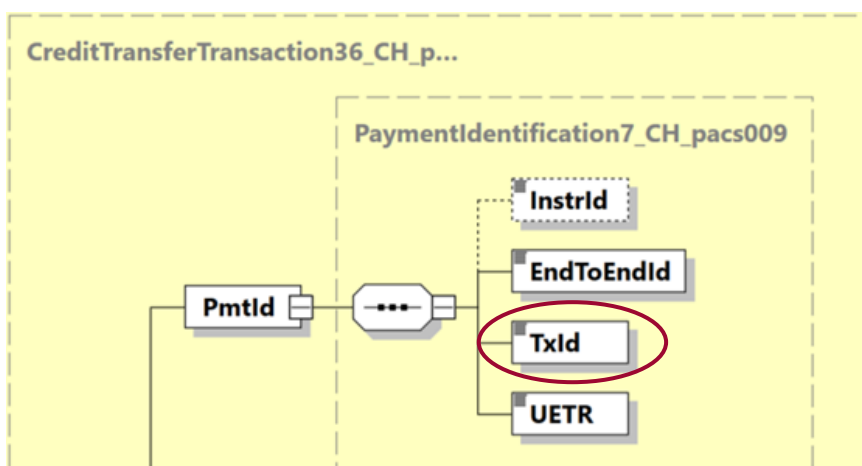 CreditTransferTransaction36_CH_p...
PaymentIdentification7_CH_pacs009
InstrId
EndToEndId
PmtId
TxId
UETR